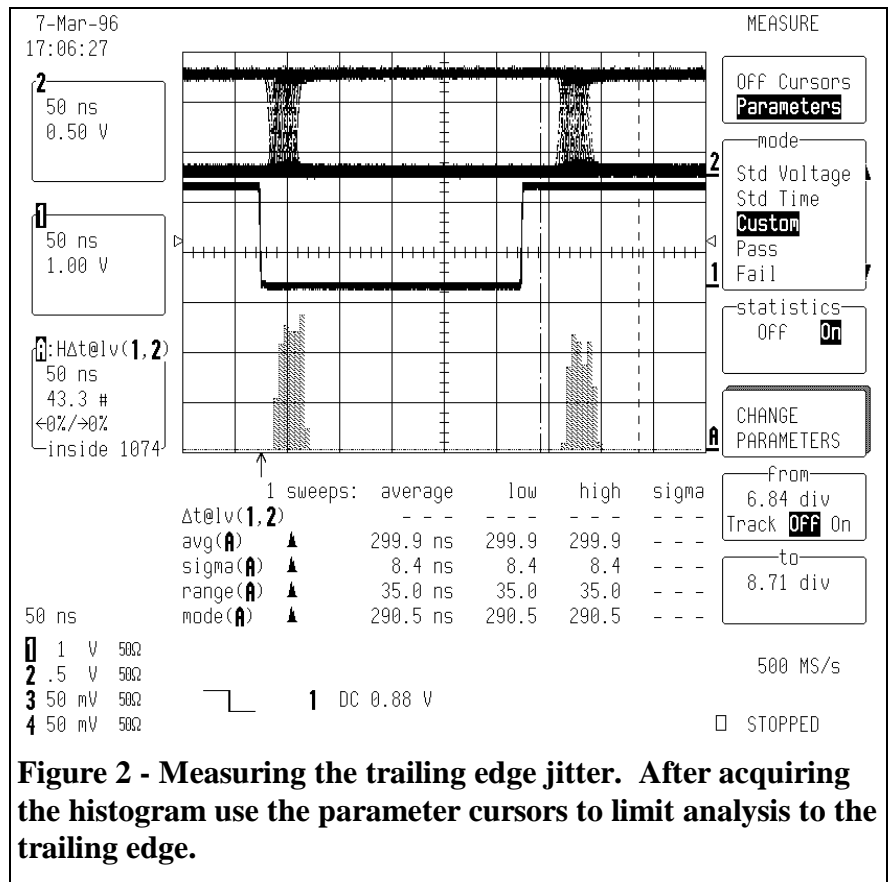 7-Mar-96
17:06:27
MEASURE
2
50 ns
0.50 V
1
50 ns
1.00 V
A:HΔt@lv(1,2)
50 ns
43.3 #
←0%/→0%
inside 1074
2
1
A
Off Cursors
Parameters
mode
Std Voltage
Std Time
Custom
Pass
Fail
statistics
Off On
CHANGE
PARAMETERS
from
6.84 div
Track Off On
to
8.71 div
1 sweeps: average low high sigma
Δt@lv(1,2) - - - - - - - - - - - -
avg(A) 299.9 ns 299.9 299.9 - - -
sigma(A) 8.4 ns 8.4 8.4 - - -
range(A) 35.0 ns 35.0 35.0 - - -
mode(A) 290.5 ns 290.5 290.5 - - -
50 ns
1 1 V 50Ω
2 .5 V 50Ω
3 50 mV 50Ω
4 50 mV 50Ω
1 DC 0.88 V
500 MS/s
□ STOPPED
Figure 2 - Measuring the trailing edge jitter. After acquiring
the histogram use the parameter cursors to limit analysis to the
trailing edge.